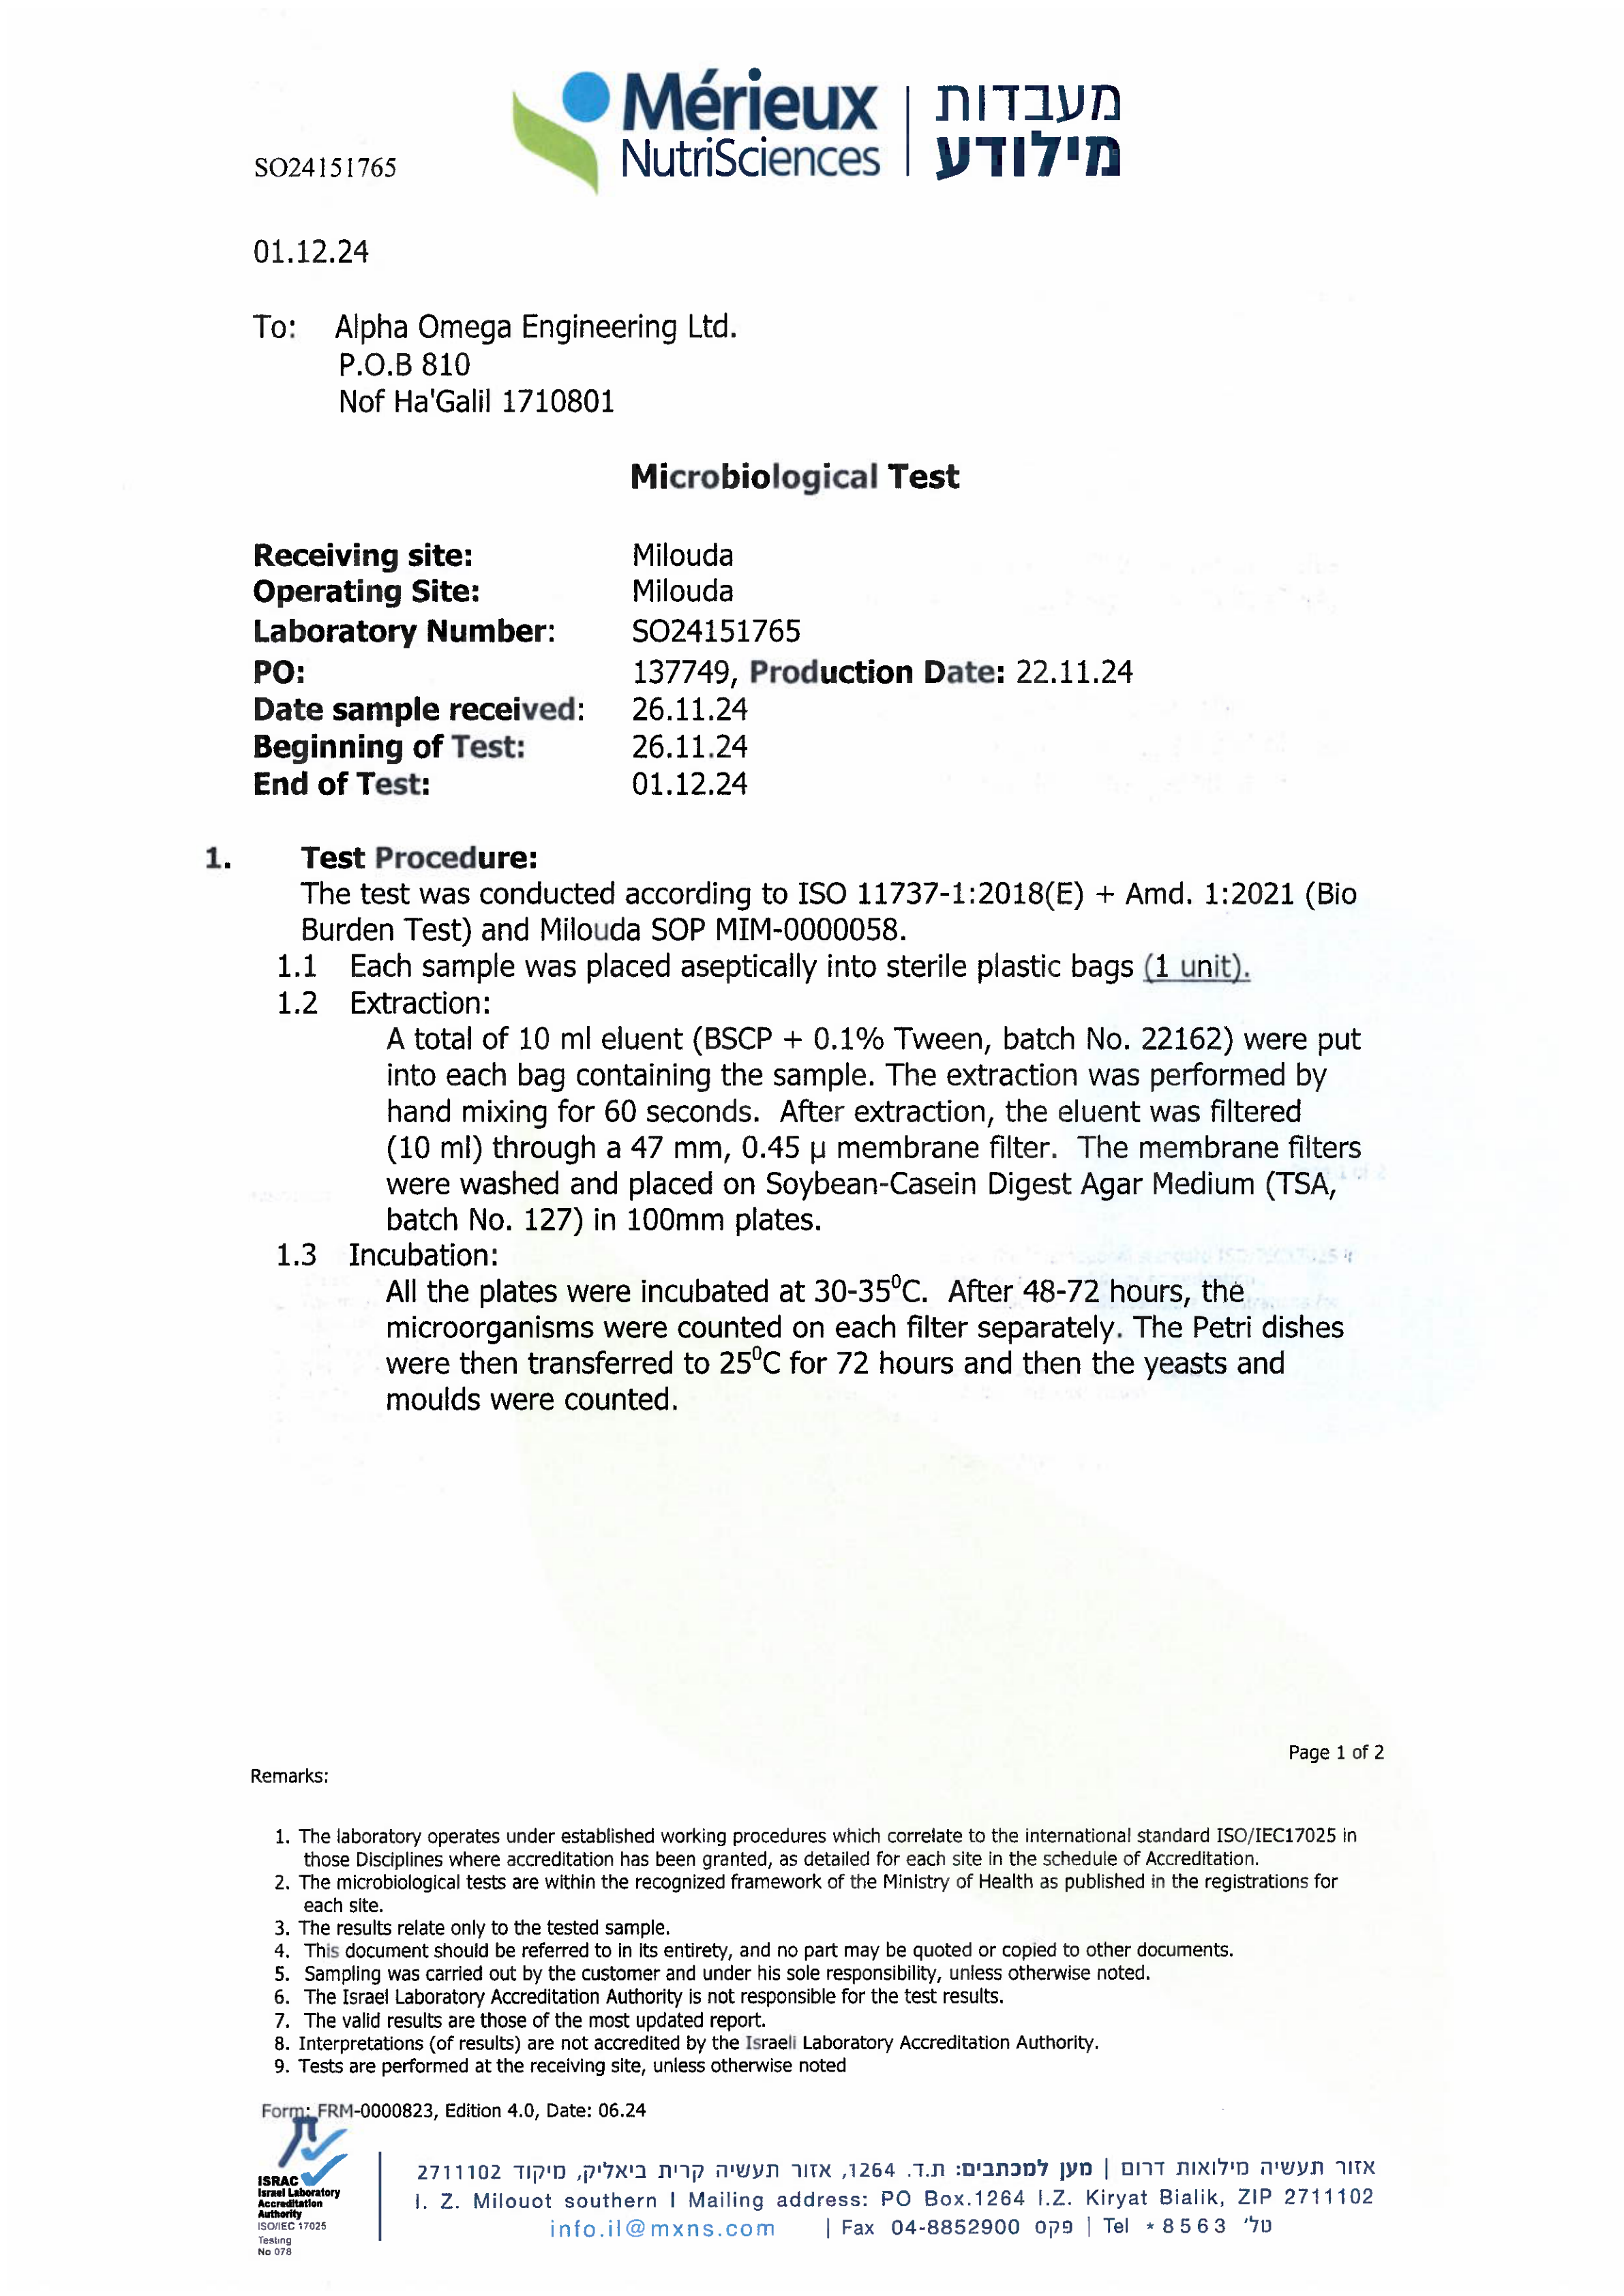 Mérieux
NutriSciences
מעבדות
מילודע
SO24151765
01.12.24
To: Alpha Omega Engineering Ltd.
P.O.B 810
Nof Ha'Galil 1710801
Microbiological Test
Receiving site: Milouda
Operating Site: Milouda
Laboratory Number: SO24151765
PO: 137749, Production Date: 22.11.24
Date sample received: 26.11.24
Beginning of Test: 26.11.24
End of Test: 01.12.24
1. Test Procedure:
The test was conducted according to ISO 11737-1:2018(E) + Amd. 1:2021 (Bio
Burden Test) and Milouda SOP MIM-0000058.
1.1 Each sample was placed aseptically into sterile plastic bags (1 unit).
1.2 Extraction:
A total of 10 ml eluent (BSCP + 0.1% Tween, batch No. 22162) were put
into each bag containing the sample. The extraction was performed by
hand mixing for 60 seconds. After extraction, the eluent was filtered
(10 ml) through a 47 mm, 0.45 µ membrane filter. The membrane filters
were washed and placed on Soybean-Casein Digest Agar Medium (TSA,
batch No. 127) in 100mm plates.
1.3 Incubation:
All the plates were incubated at 30-35⁰C. After 48-72 hours, the
microorganisms were counted on each filter separately. The Petri dishes
were then transferred to 25⁰C for 72 hours and then the yeasts and
moulds were counted.
Page 1 of 2
Remarks:
1. The laboratory operates under established working procedures which correlate to the international standard ISO/IEC17025 in
those Disciplines where accreditation has been granted, as detailed for each site in the schedule of Accreditation.
2. The microbiological tests are within the recognized framework of the Ministry of Health as published in the registrations for
each site.
3. The results relate only to the tested sample.
4. This document should be referred to in its entirety, and no part may be quoted or copied to other documents.
5. Sampling was carried out by the customer and under his sole responsibility, unless otherwise noted.
6. The Israel Laboratory Accreditation Authority is not responsible for the test results.
7. The valid results are those of the most updated report.
8. Interpretations (of results) are not accredited by the Israeli Laboratory Accreditation Authority.
9. Tests are performed at the receiving site, unless otherwise noted
Form: FRM-0000823, Edition 4.0, Date: 06.24
ISRAC
Israel Laboratory
Accreditation
Authority
ISO/IEC 17025
Testing
No 078
אזור תעשיה מילואות דרום | מען למכתבים: ת.ד. 1264, אזור תעשיה קרית ביאליק, מיקוד 2711102
I. Z. Milouot southern | Mailing address: PO Box.1264 I.Z. Kiryat Bialik, ZIP 2711102
info.il@mxns.com | Fax 04-8852900 פקס | Tel *8563 טל'